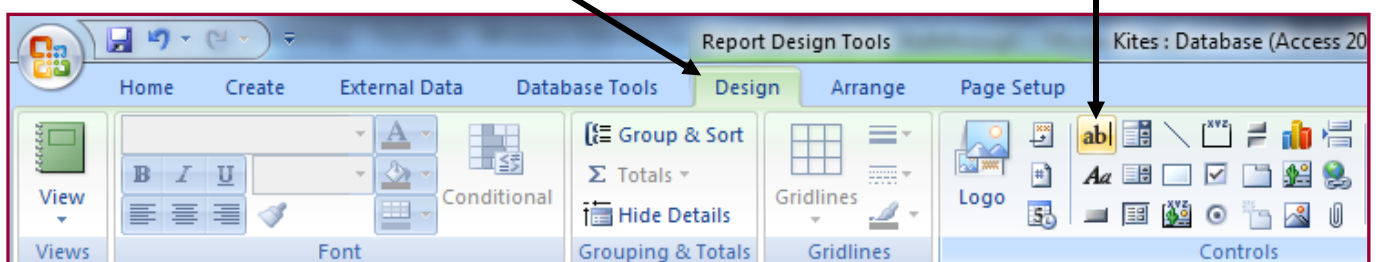 Report Design Tools Kites : Database (Access 20
Home Create External Data Database Tools Design Arrange Page Setup
View
Views
B I U
Conditional
Font
Group & Sort
Σ Totals
Hide Details
Grouping & Totals
Gridlines
Gridlines
Logo
ab|
Aa
XYZ
Controls